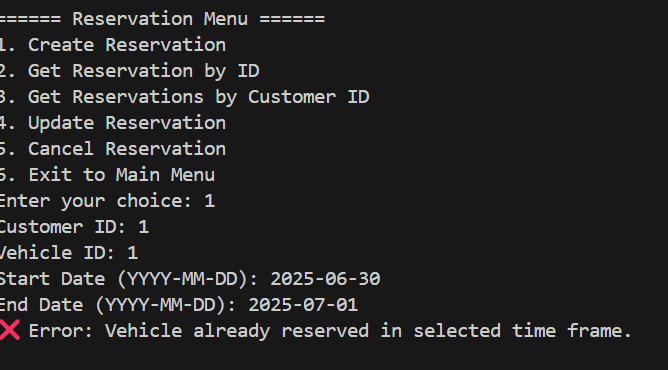 ====== Reservation Menu ======
1. Create Reservation
2. Get Reservation by ID
3. Get Reservations by Customer ID
4. Update Reservation
5. Cancel Reservation
6. Exit to Main Menu
Enter your choice: 1
Customer ID: 1
Vehicle ID: 1
Start Date (YYYY-MM-DD): 2025-06-30
End Date (YYYY-MM-DD): 2025-07-01
❌ Error: Vehicle already reserved in selected time frame.